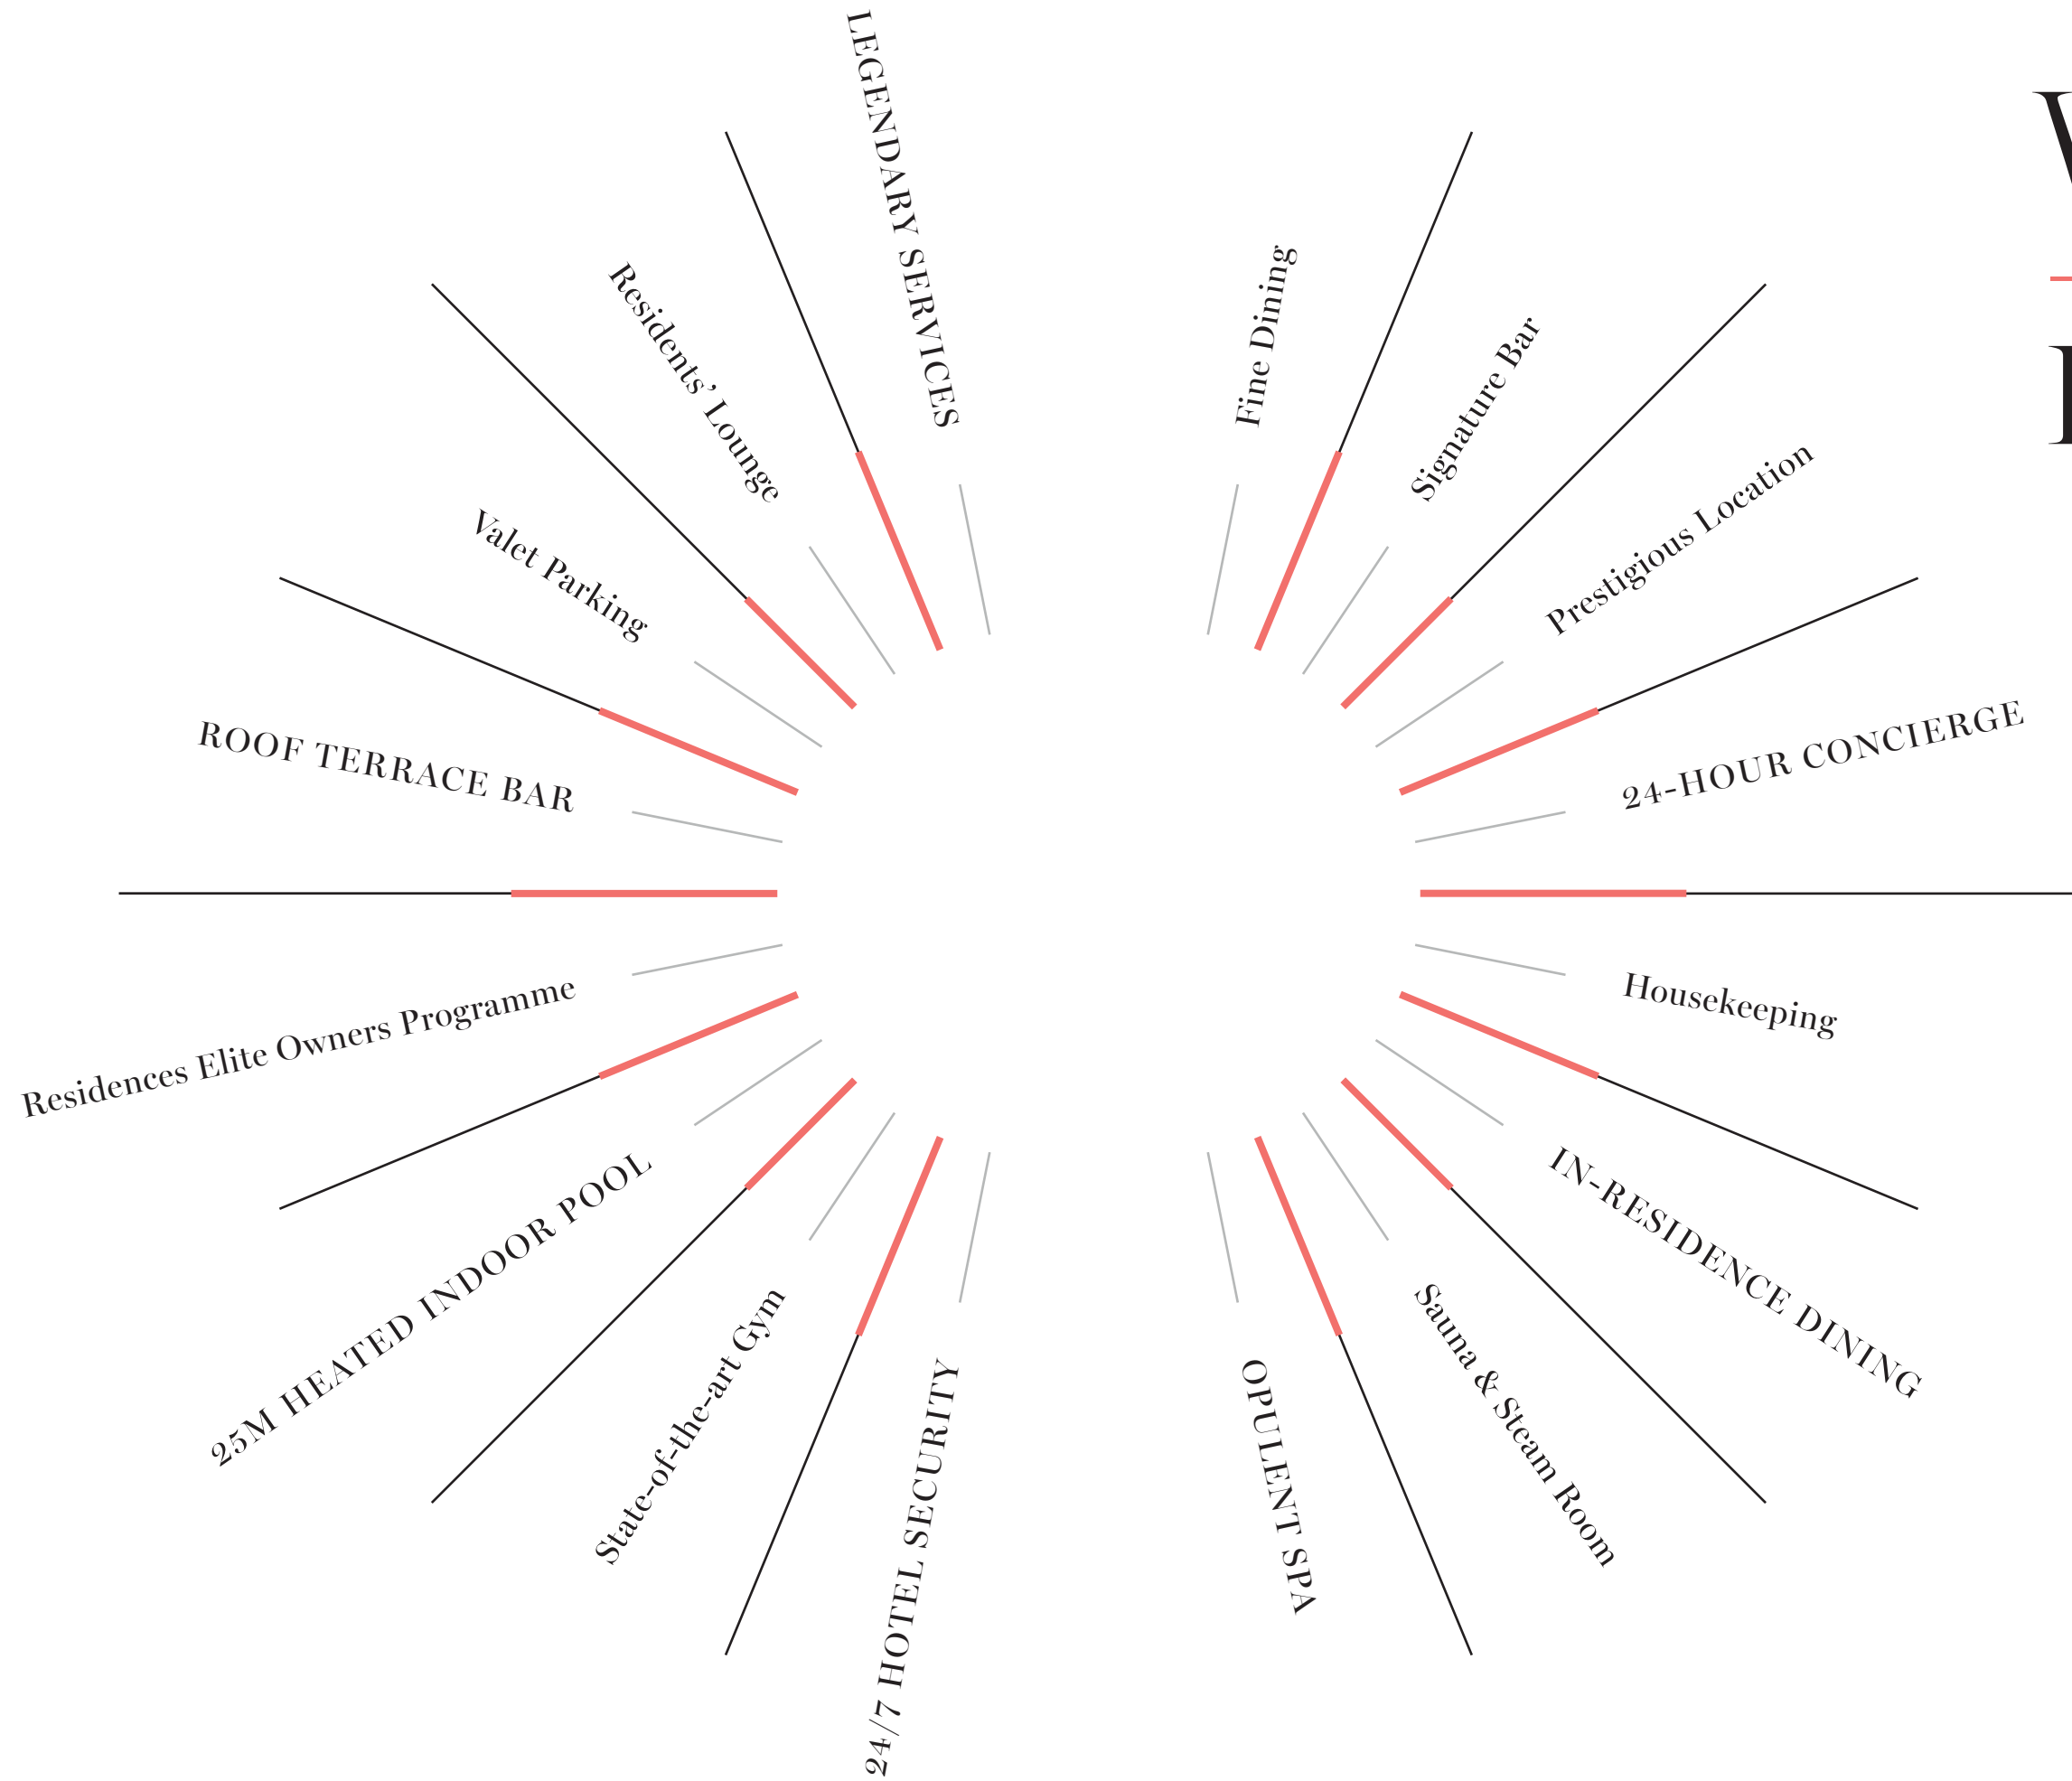 LEGENDARY SERVICES
Fine Dining
Signature Bar
Prestigious Location
24-HOUR CONCIERGE
Housekeeping
IN-RESIDENCE DINING
Sauna & Steam Room
OPULENT SPA
24/7 HOTEL SECURITY
State-of-the-art Gym
25M HEATED INDOOR POOL
Residences Elite Owners Programme
ROOF TERRACE BAR
Valet Parking
Residents’ Lounge